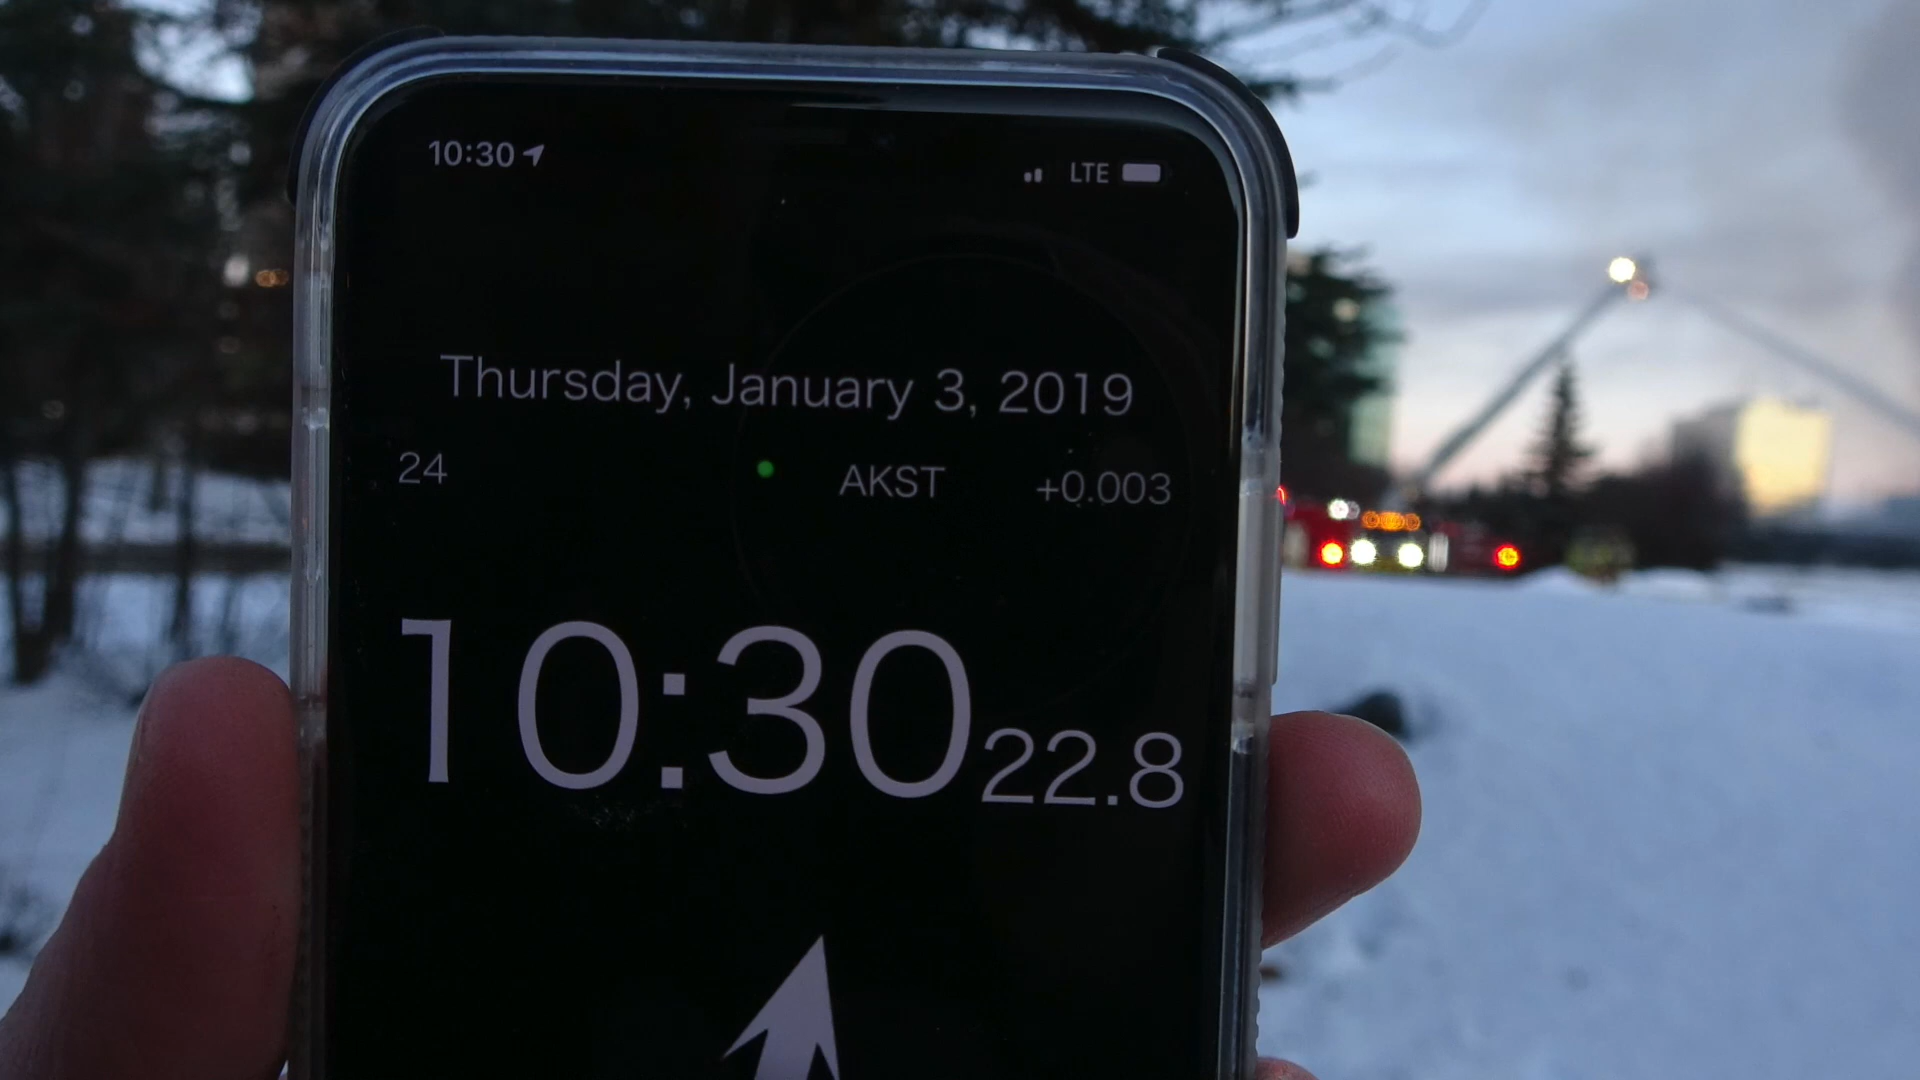 10:30
LTE
Thursday, January 3, 2019
24 AKST +0.003
10:30 22.8